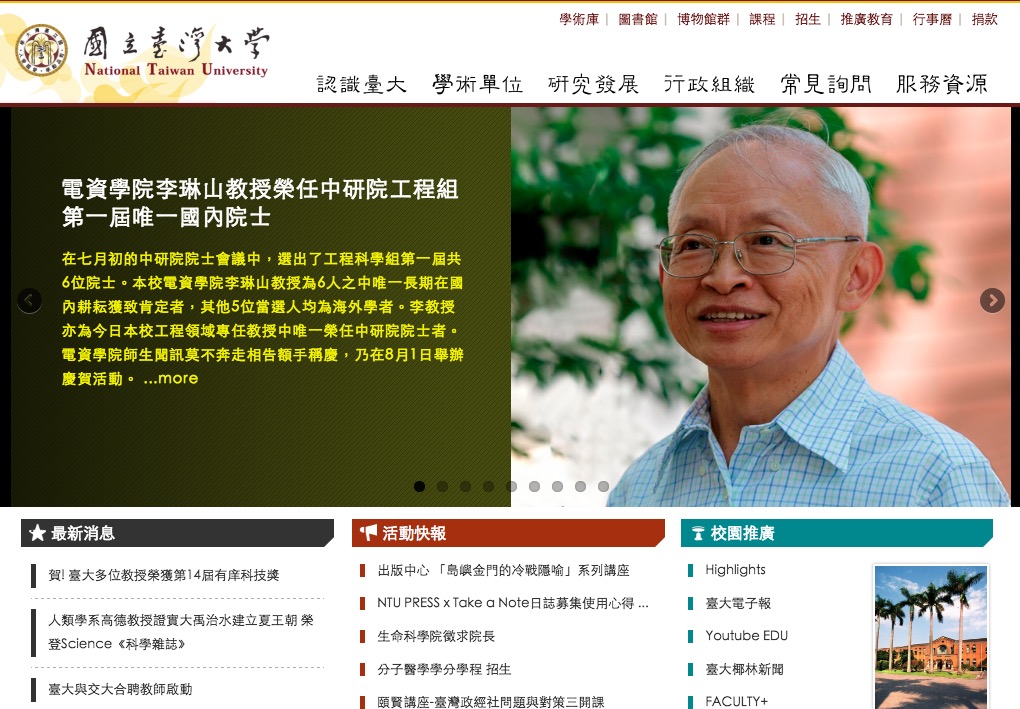 學術庫 | 圖書館 | 博物館群 | 課程 | 招生 | 推廣教育 | 行事曆 | 捐款
國立臺灣大學
National Taiwan University
認識臺大 學術單位 研究發展 行政組織 常見詢問 服務資源
電資學院李琳山教授榮任中研院工程組
第一屆唯一國內院士
在七月初的中研院院士會議中，選出了工程科學組第一屆共
6位院士。本校電資學院李琳山教授為6人之中唯一長期在國
內耕耘獲致肯定者，其他5位當選人均為海外學者。李教授
亦為今日本校工程領域專任教授中唯一榮任中研院院士者。
電資學院師生聞訊莫不奔走相告額手稱慶，乃在8月1日舉辦
慶賀活動。 ...more
最新消息
賀! 臺大多位教授榮獲第14屆有庠科技獎
人類學系高德教授證實大禹治水建立夏王朝 榮
登Science《科學雜誌》
臺大與交大合聘教師啟動
活動快報
出版中心 「島嶼金門的冷戰隱喻」系列講座
NTU PRESS x Take a Note日誌募集使用心得 ...
生命科學院徵求院長
分子醫學學分學程 招生
頤賢講座-臺灣政經社問題與對策三開課
校園推廣
Highlights
臺大電子報
Youtube EDU
臺大椰林新聞
FACULTY+